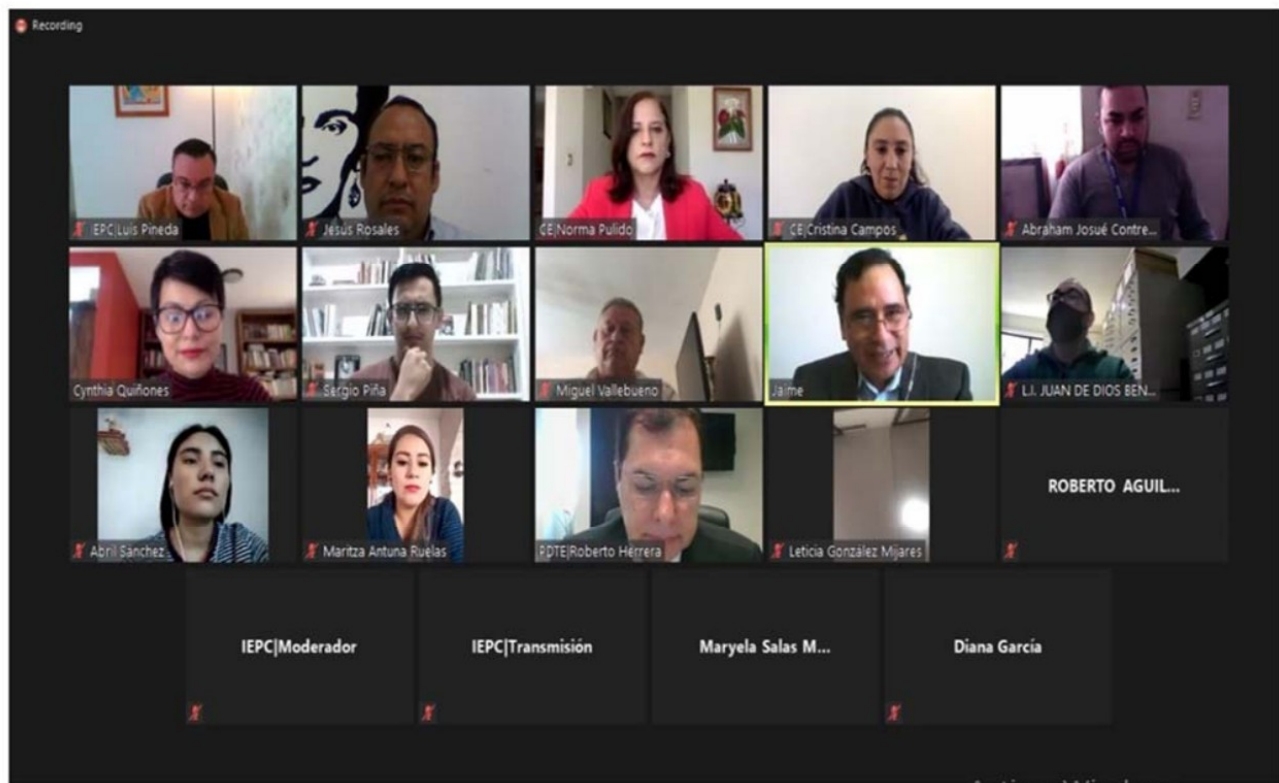 Recording
IEPC|Luis Pineda
Jesús Rosales
CE|Norma Pulido
CE|Cristina Campos
Abraham Josué Contre...
Cynthia Quiñones
Sergio Piña
Miguel Vallebueno
Jaime
L.I. JUAN DE DIOS BEN...
Abril Sánchez
Maritza Antuna Ruelas
PDTE|Roberto Herrera
Leticia González Mijares
ROBERTO AGUIL...
IEPC|Moderador
IEPC|Transmisión
Maryela Salas M...
Diana García